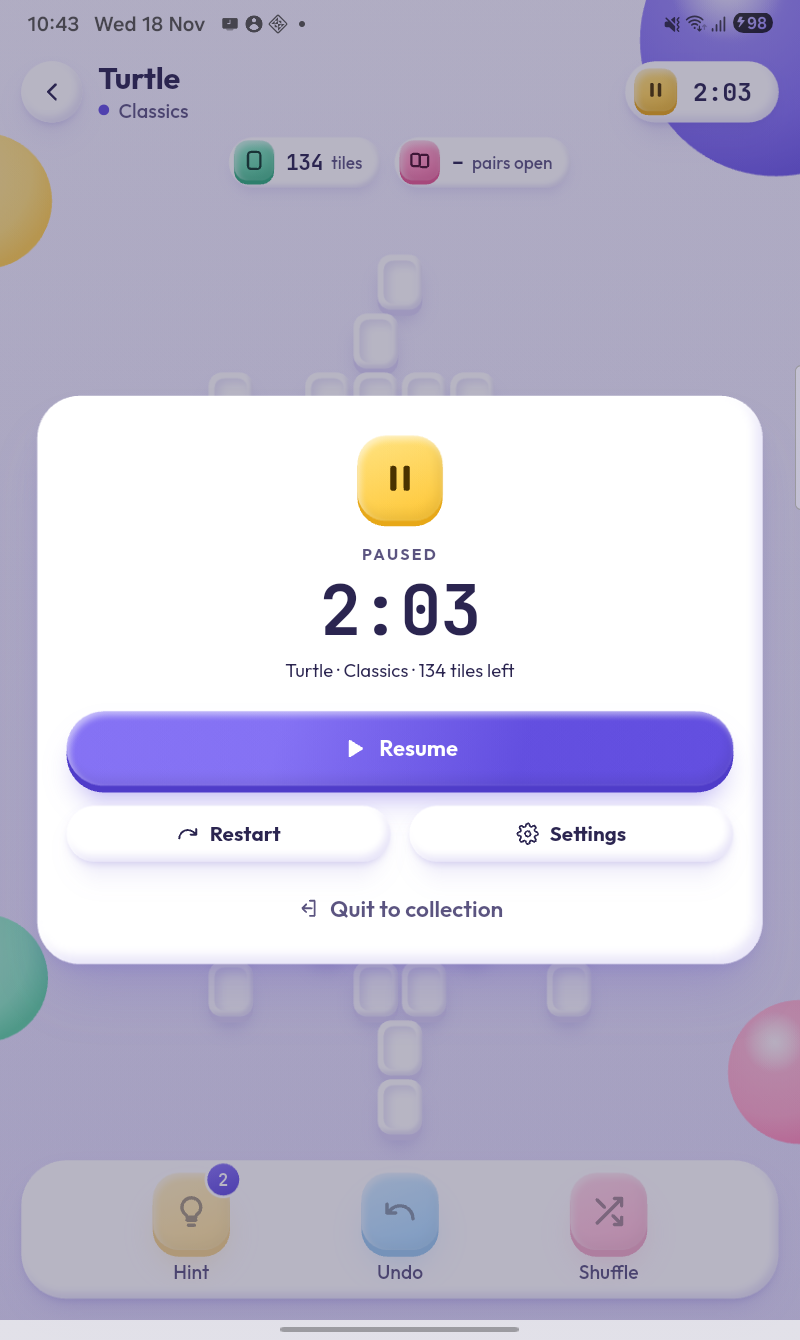 10:43 Wed 18 Nov
98
Turtle
Classics
2:03
134 tiles
– pairs open
PAUSED
2:03
Turtle · Classics · 134 tiles left
Resume
Restart
Settings
Quit to collection
2
Hint
Undo
Shuffle